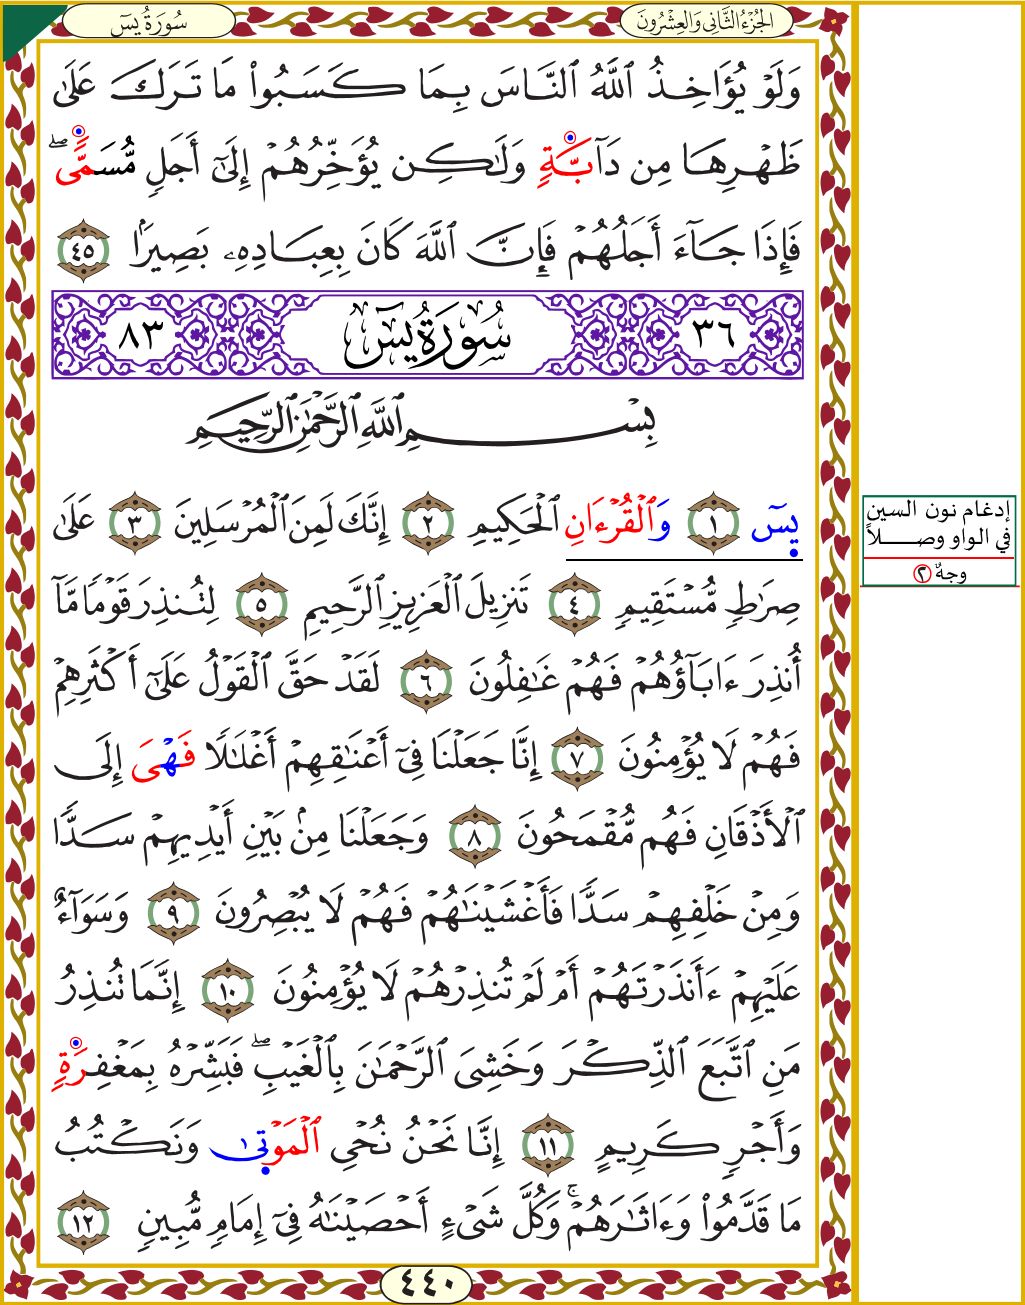 سُورَةُ يسٓ
الجُزْءُ الثَّانِي وَالعِشْرُونَ
وَلَوْ يُؤَاخِذُ ٱللَّهُ ٱلنَّاسَ بِمَا كَسَبُوا۟ مَا تَرَكَ عَلَىٰ
ظَهْرِهَا مِن دَآبَّةٍ وَلَـٰكِن يُؤَخِّرُهُمْ إِلَىٰٓ أَجَلٍ مُّسَمًّى ۖ
فَإِذَا جَآءَ أَجَلُهُمْ فَإِنَّ ٱللَّهَ كَانَ بِعِبَادِهِۦ بَصِيرًۢا ٤٥
٣٦ سُورَةُ يسٓ ٨٣
بِسْمِ ٱللَّهِ ٱلرَّحْمَـٰنِ ٱلرَّحِيمِ
يسٓ ١ وَٱلْقُرْءَانِ ٱلْحَكِيمِ ٢ إِنَّكَ لَمِنَ ٱلْمُرْسَلِينَ ٣ عَلَىٰ
صِرَٰطٍ مُّسْتَقِيمٍ ٤ تَنزِيلَ ٱلْعَزِيزِ ٱلرَّحِيمِ ٥ لِتُنذِرَ قَوْمًا مَّآ
أُنذِرَ ءَابَآؤُهُمْ فَهُمْ غَـٰفِلُونَ ٦ لَقَدْ حَقَّ ٱلْقَوْلُ عَلَىٰٓ أَكْثَرِهِمْ
فَهُمْ لَا يُؤْمِنُونَ ٧ إِنَّا جَعَلْنَا فِىٓ أَعْنَـٰقِهِمْ أَغْلَـٰلًا فَهْىَ إِلَى
ٱلْأَذْقَانِ فَهُم مُّقْمَحُونَ ٨ وَجَعَلْنَا مِنۢ بَيْنِ أَيْدِيهِمْ سَدًّا
وَمِنْ خَلْفِهِمْ سَدًّا فَأَغْشَيْنَـٰهُمْ فَهُمْ لَا يُبْصِرُونَ ٩ وَسَوَآءٌ
عَلَيْهِمْ ءَأَنذَرْتَهُمْ أَمْ لَمْ تُنذِرْهُمْ لَا يُؤْمِنُونَ ١٠ إِنَّمَا تُنذِرُ
مَنِ ٱتَّبَعَ ٱلذِّكْرَ وَخَشِىَ ٱلرَّحْمَـٰنَ بِٱلْغَيْبِ ۖ فَبَشِّرْهُ بِمَغْفِرَةٍ
وَأَجْرٍ كَرِيمٍ ١١ إِنَّا نَحْنُ نُحْىِ ٱلْمَوْتَىٰ وَنَكْتُبُ
مَا قَدَّمُوا۟ وَءَاثَـٰرَهُمْ ۚ وَكُلَّ شَىْءٍ أَحْصَيْنَـٰهُ فِىٓ إِمَامٍ مُّبِينٍ ١٢
٤٤٠
إدغام نون السين
في الواو وصلاً
وجهٌ ٢